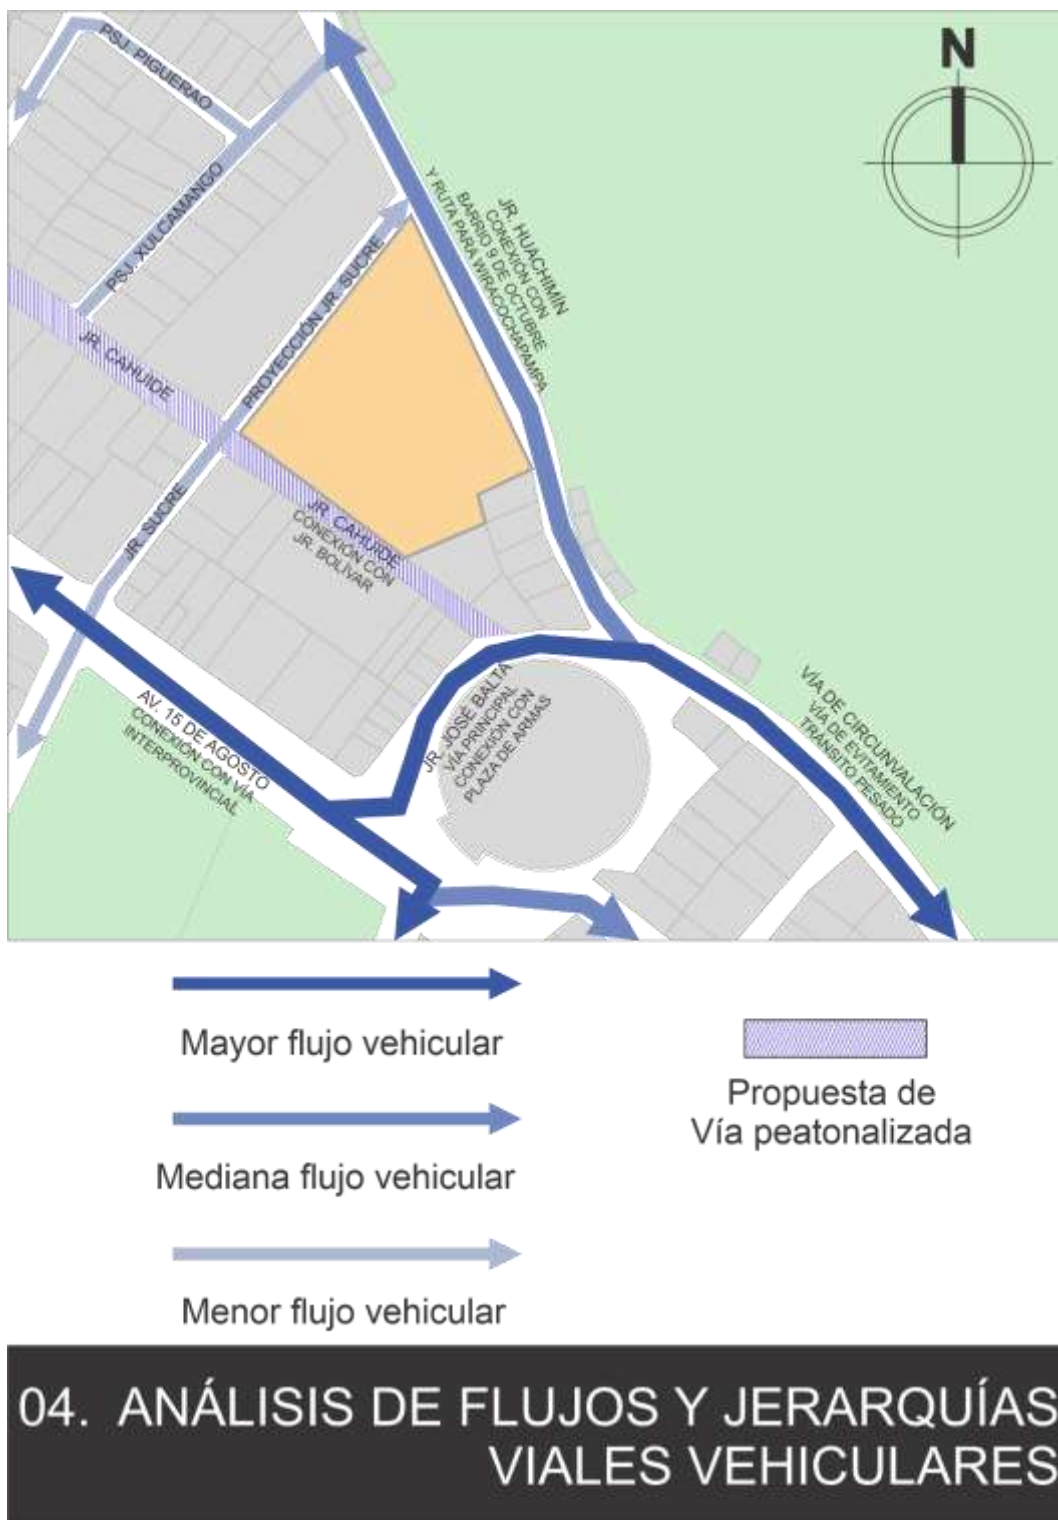 N
PSJ. PIGUERAO
PSJ. XULCAMANGO
JR. HUACHIMÍN
CONEXIÓN CON
BARRIO 9 DE OCTUBRE
Y RUTA PARA WIRACOCHAPAMPA
PROYECCIÓN JR. SUCRE
JR. CAHUIDE
JR. SUCRE
JR. CAHUIDE
CONEXIÓN CON
JR. BOLÍVAR
AV. 15 DE AGOSTO
CONEXIÓN CON VÍA
INTERPROVINCIAL
JR. JOSÉ BALTA
VÍA PRINCIPAL
CONEXIÓN CON
PLAZA DE ARMAS
VÍA DE CIRCUNVALACIÓN
VÍA DE EVITAMIENTO
TRÁNSITO PESADO
Mayor flujo vehicular
Mediana flujo vehicular
Menor flujo vehicular
Propuesta de
Vía peatonalizada
04. ANÁLISIS DE FLUJOS Y JERARQUÍAS
VIALES VEHICULARES